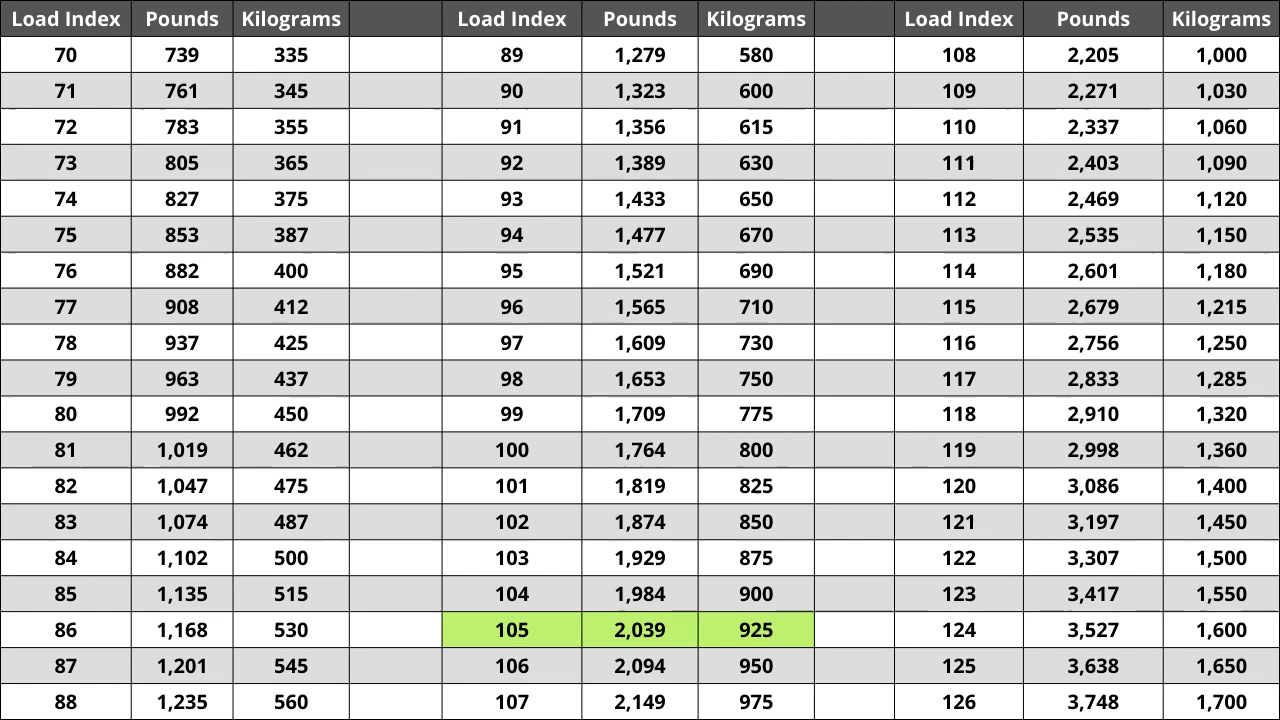 Load Index Pounds Kilograms Load Index Pounds Kilograms Load Index Pounds Kilograms
70 739 335 89 1,279 580 108 2,205 1,000
71 761 345 90 1,323 600 109 2,271 1,030
72 783 355 91 1,356 615 110 2,337 1,060
73 805 365 92 1,389 630 111 2,403 1,090
74 827 375 93 1,433 650 112 2,469 1,120
75 853 387 94 1,477 670 113 2,535 1,150
76 882 400 95 1,521 690 114 2,601 1,180
77 908 412 96 1,565 710 115 2,679 1,215
78 937 425 97 1,609 730 116 2,756 1,250
79 963 437 98 1,653 750 117 2,833 1,285
80 992 450 99 1,709 775 118 2,910 1,320
81 1,019 462 100 1,764 800 119 2,998 1,360
82 1,047 475 101 1,819 825 120 3,086 1,400
83 1,074 487 102 1,874 850 121 3,197 1,450
84 1,102 500 103 1,929 875 122 3,307 1,500
85 1,135 515 104 1,984 900 123 3,417 1,550
86 1,168 530 105 2,039 925 124 3,527 1,600
87 1,201 545 106 2,094 950 125 3,638 1,650
88 1,235 560 107 2,149 975 126 3,748 1,700